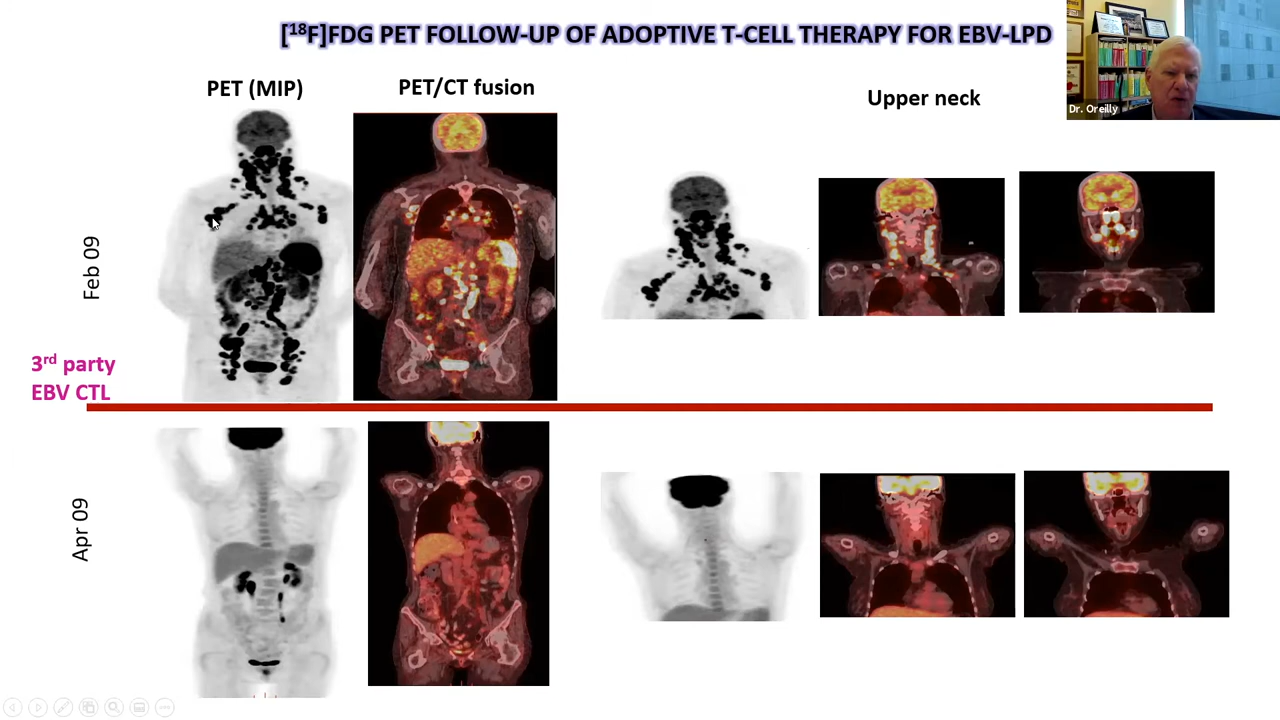 [¹⁸F]FDG PET FOLLOW-UP OF ADOPTIVE T-CELL THERAPY FOR EBV-LPD
Dr. Oreilly
PET (MIP)
PET/CT fusion
Upper neck
Feb 09
3rd party
EBV CTL
Apr 09